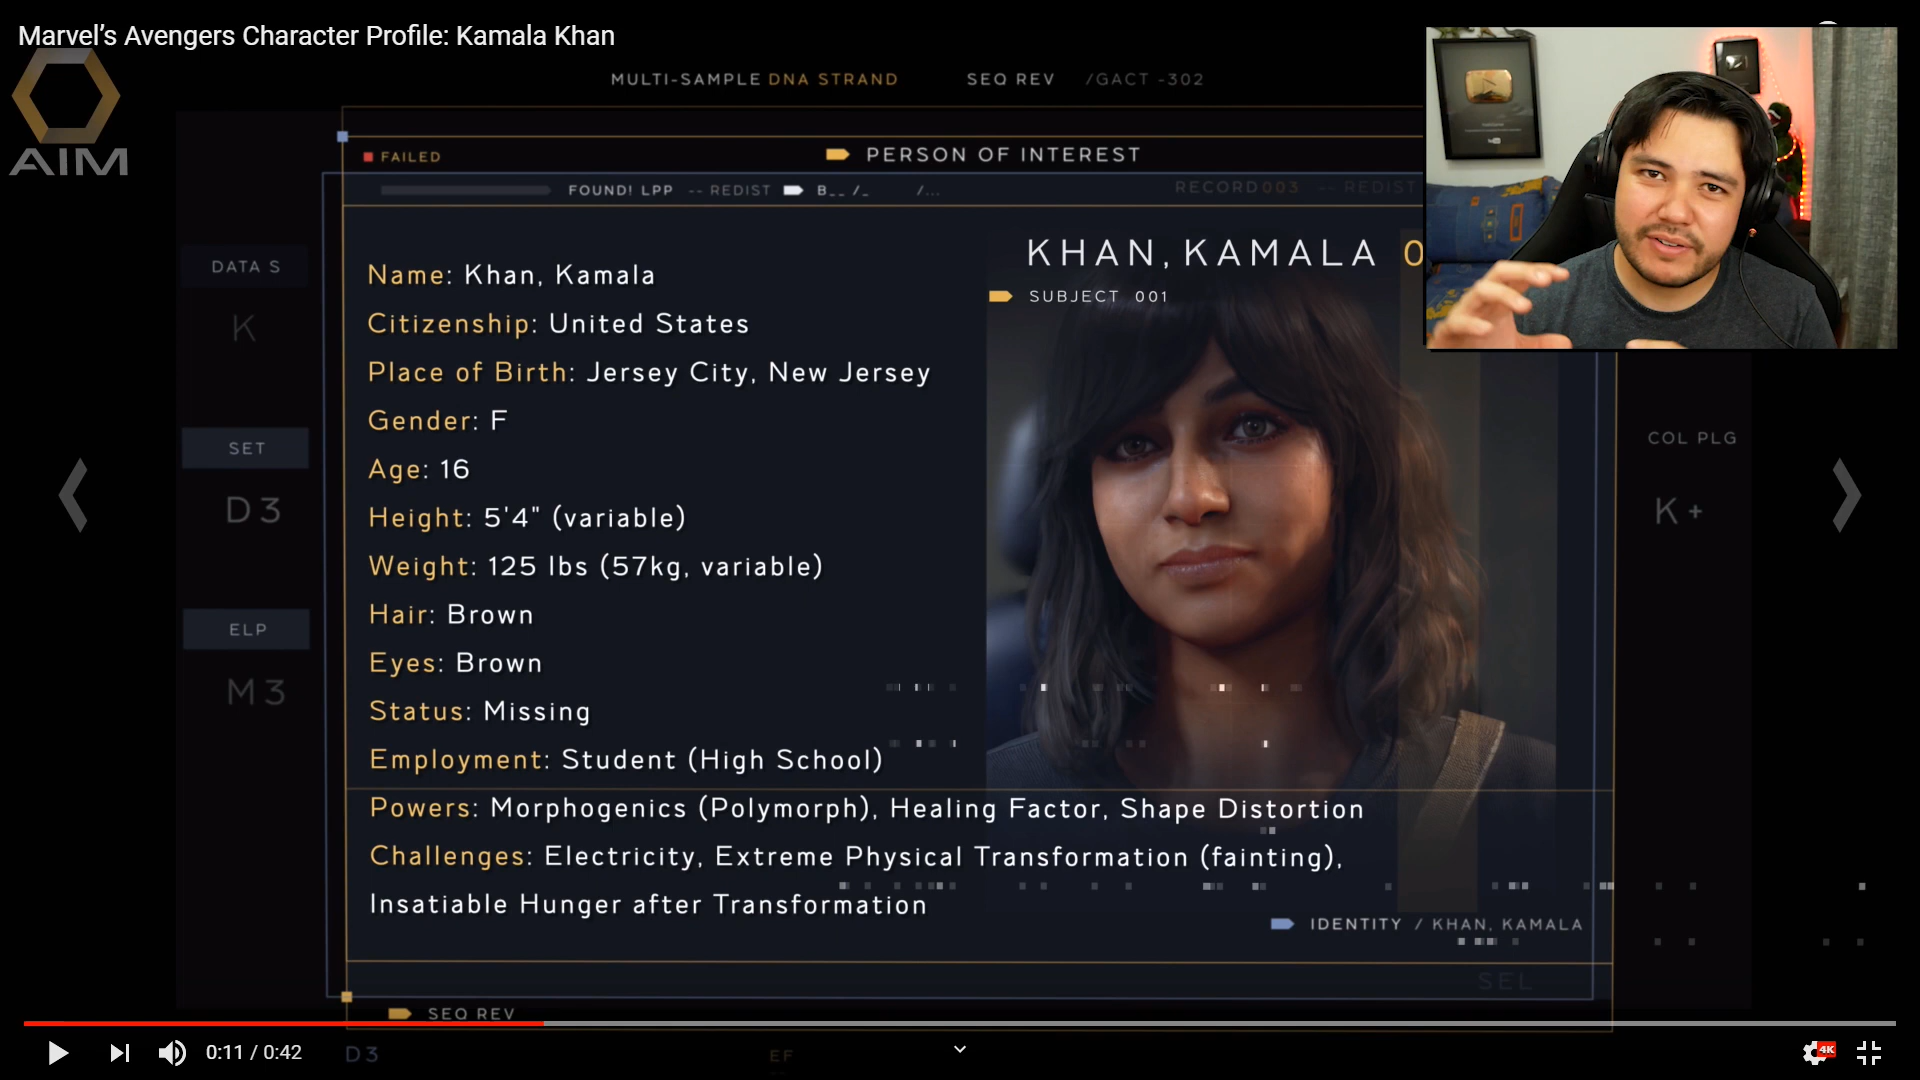 Marvel’s Avengers Character Profile: Kamala Khan
AIM
MULTI-SAMPLE DNA STRAND SEQ REV /GACT -302
FAILED
PERSON OF INTEREST
FOUND! LPP -- REDIST B__ /_ /...
RECORD003 -- REDIST
KHAN, KAMALA 0
SUBJECT 001
DATA S
K
SET
D3
ELP
M3
Name: Khan, Kamala
Citizenship: United States
Place of Birth: Jersey City, New Jersey
Gender: F
Age: 16
Height: 5'4" (variable)
Weight: 125 lbs (57kg, variable)
Hair: Brown
Eyes: Brown
Status: Missing
Employment: Student (High School)
Powers: Morphogenics (Polymorph), Healing Factor, Shape Distortion
Challenges: Electricity, Extreme Physical Transformation (fainting),
Insatiable Hunger after Transformation
COL PLG
K+
IDENTITY / KHAN, KAMALA
SEL
SEQ REV
0:11 / 0:42
D3
EF
4K